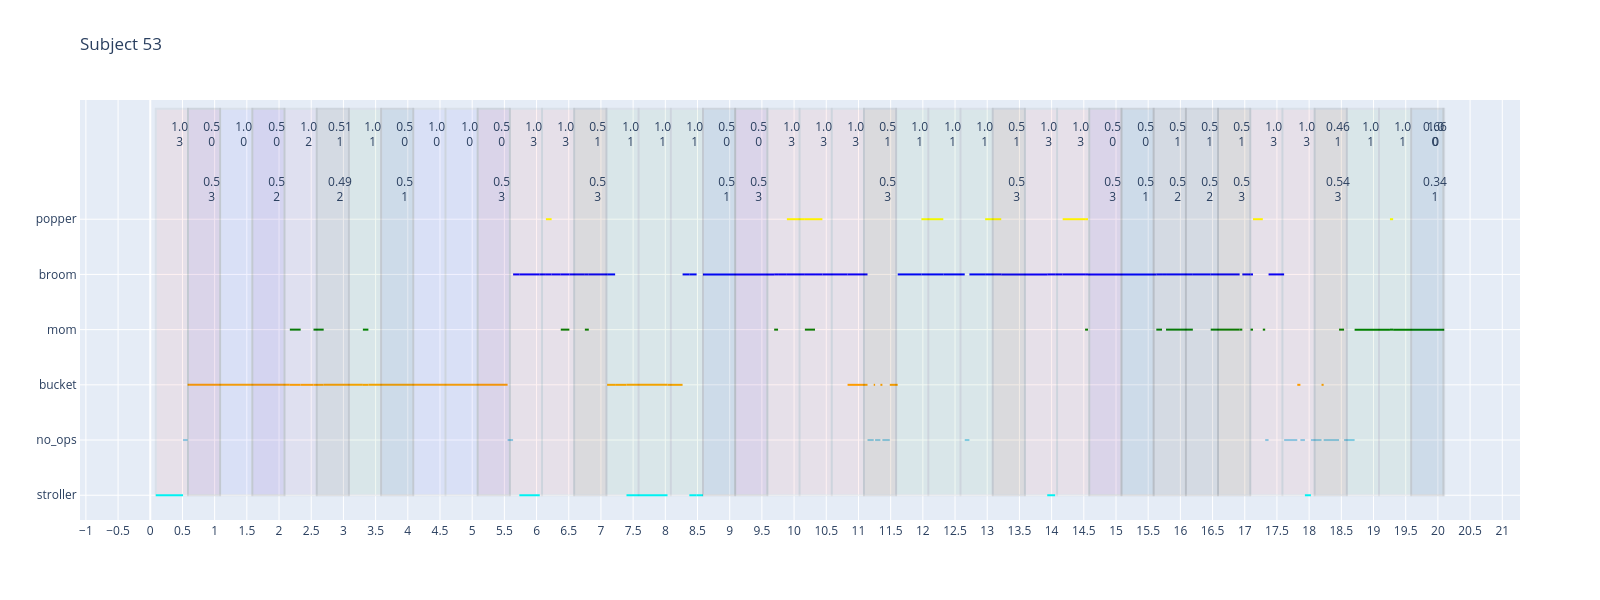 Subject 53
1.0 0.5 1.0 0.5 1.0 0.51 1.0 0.5 1.0 1.0 0.5 1.0 1.0 0.5 1.0 1.0 1.0 0.5 0.5 1.0 1.0 1.0 0.5 1.0 1.0 1.0 0.5 1.0 1.0 0.5 0.5 0.5 0.5 0.5 1.0 1.0 0.46 1.0 1.0
3 0 0 0 2 1 1 0 0 0 0 3 3 1 1 1 1 0 0 3 3 3 1 1 1 1 1 3 3 0 0 1 1 1 3 3 1 1 1 0
0.5 0.5 0.49 0.5 0.5 0.5 0.5 0.5 0.5 0.5 0.5 0.5 0.5 0.5 0.5 0.54 0.34
3 2 2 1 3 3 1 3 3 3 3 1 2 2 3 3 1
popper
broom
mom
bucket
no_ops
stroller
−1 −0.5 0 0.5 1 1.5 2 2.5 3 3.5 4 4.5 5 5.5 6 6.5 7 7.5 8 8.5 9 9.5 10 10.5 11 11.5 12 12.5 13 13.5 14 14.5 15 15.5 16 16.5 17 17.5 18 18.5 19 19.5 20 20.5 21